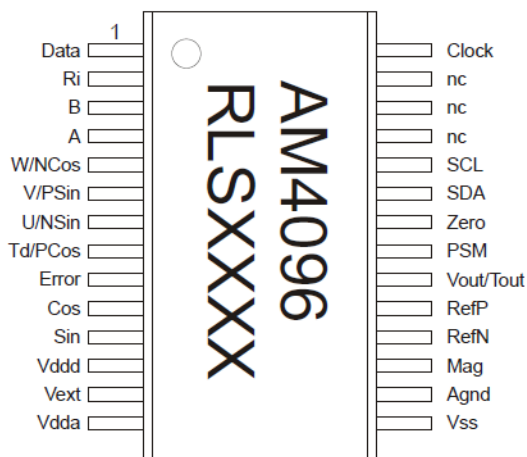 1
Data
Ri
B
A
W/NCos
V/PSin
U/NSin
Td/PCos
Error
Cos
Sin
Vddd
Vext
Vdda
AM4096
RLSXXXX
Clock
nc
nc
nc
SCL
SDA
Zero
PSM
Vout/Tout
RefP
RefN
Mag
Agnd
Vss